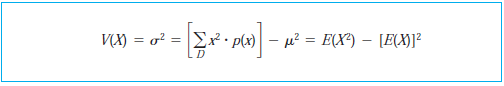 V(X) = σ² = [∑_D x² · p(x)] − μ² = E(X²) − [E(X)]²